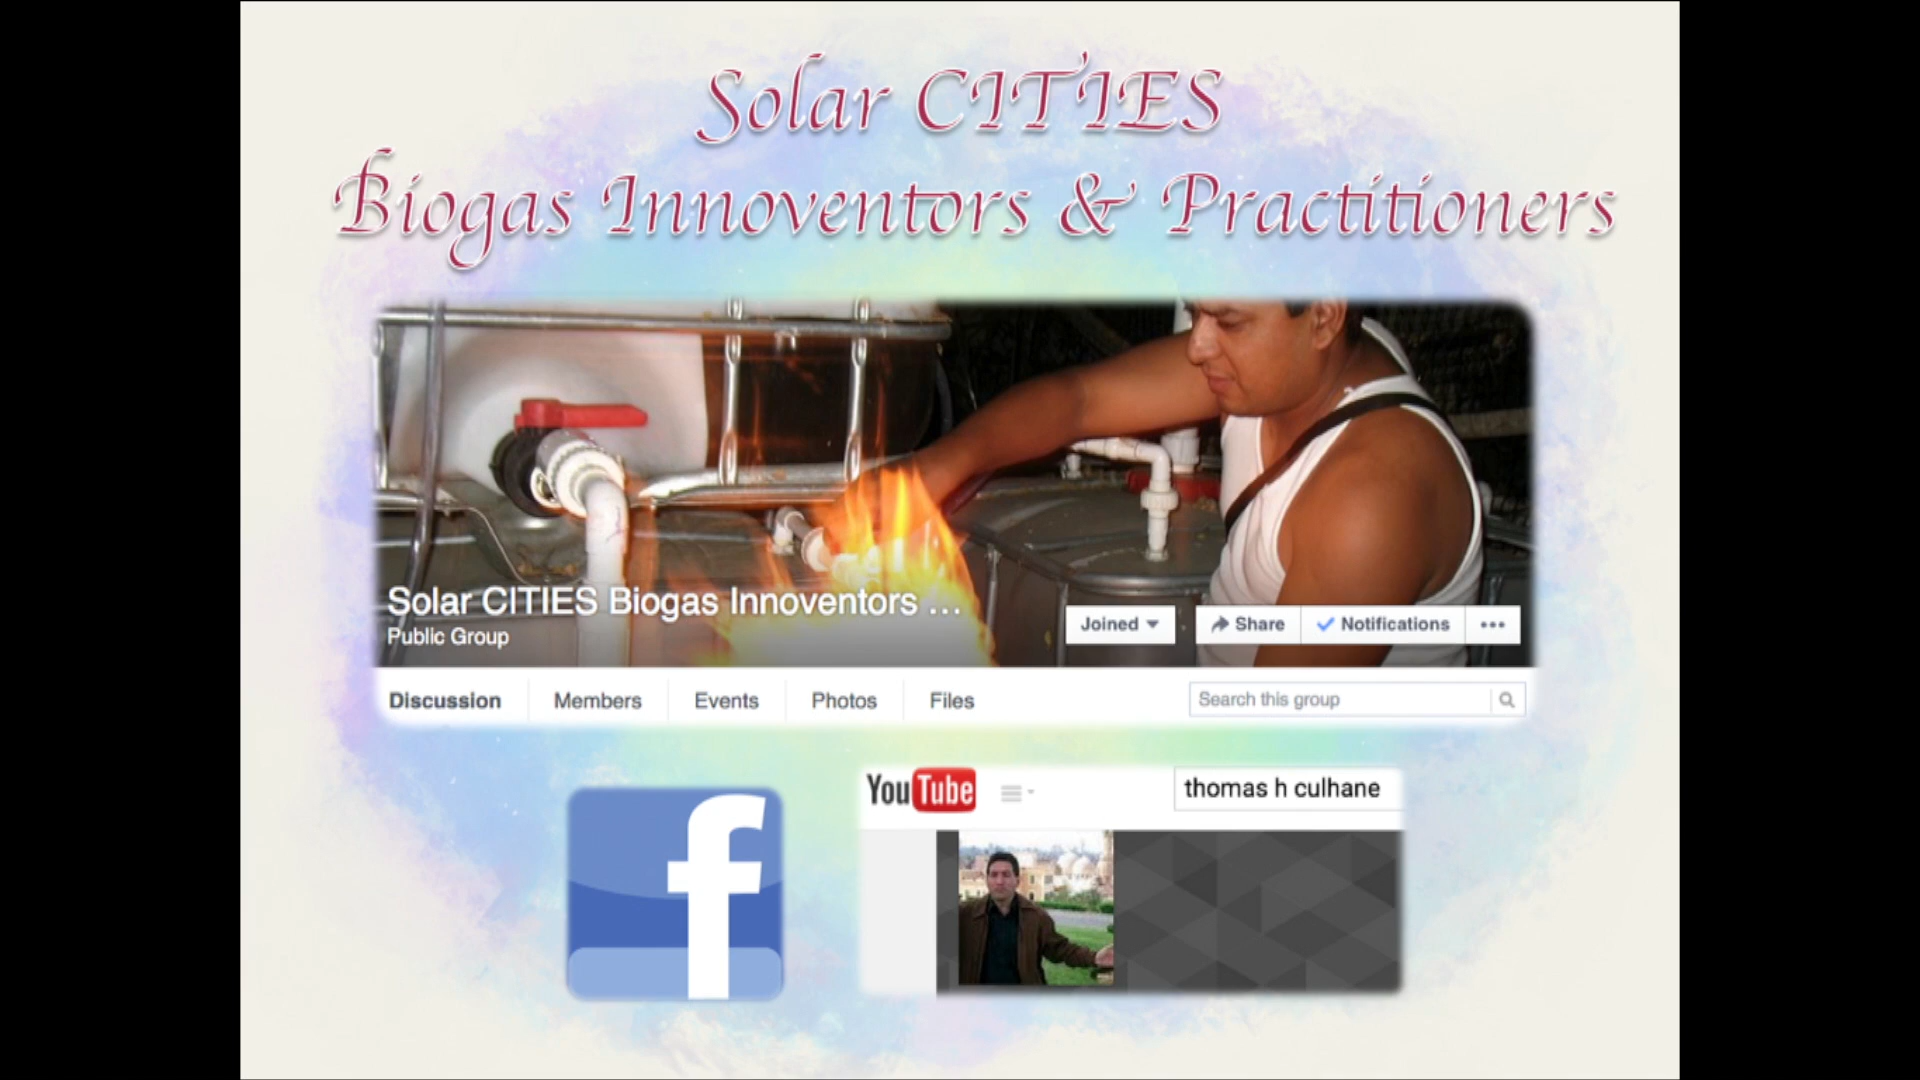 Solar CITIES
Biogas Innoventors & Practitioners
Solar CITIES Biogas Innoventors ...
Public Group
Joined
Share
Notifications
Discussion
Members
Events
Photos
Files
Search this group
YouTube
thomas h culhane
f